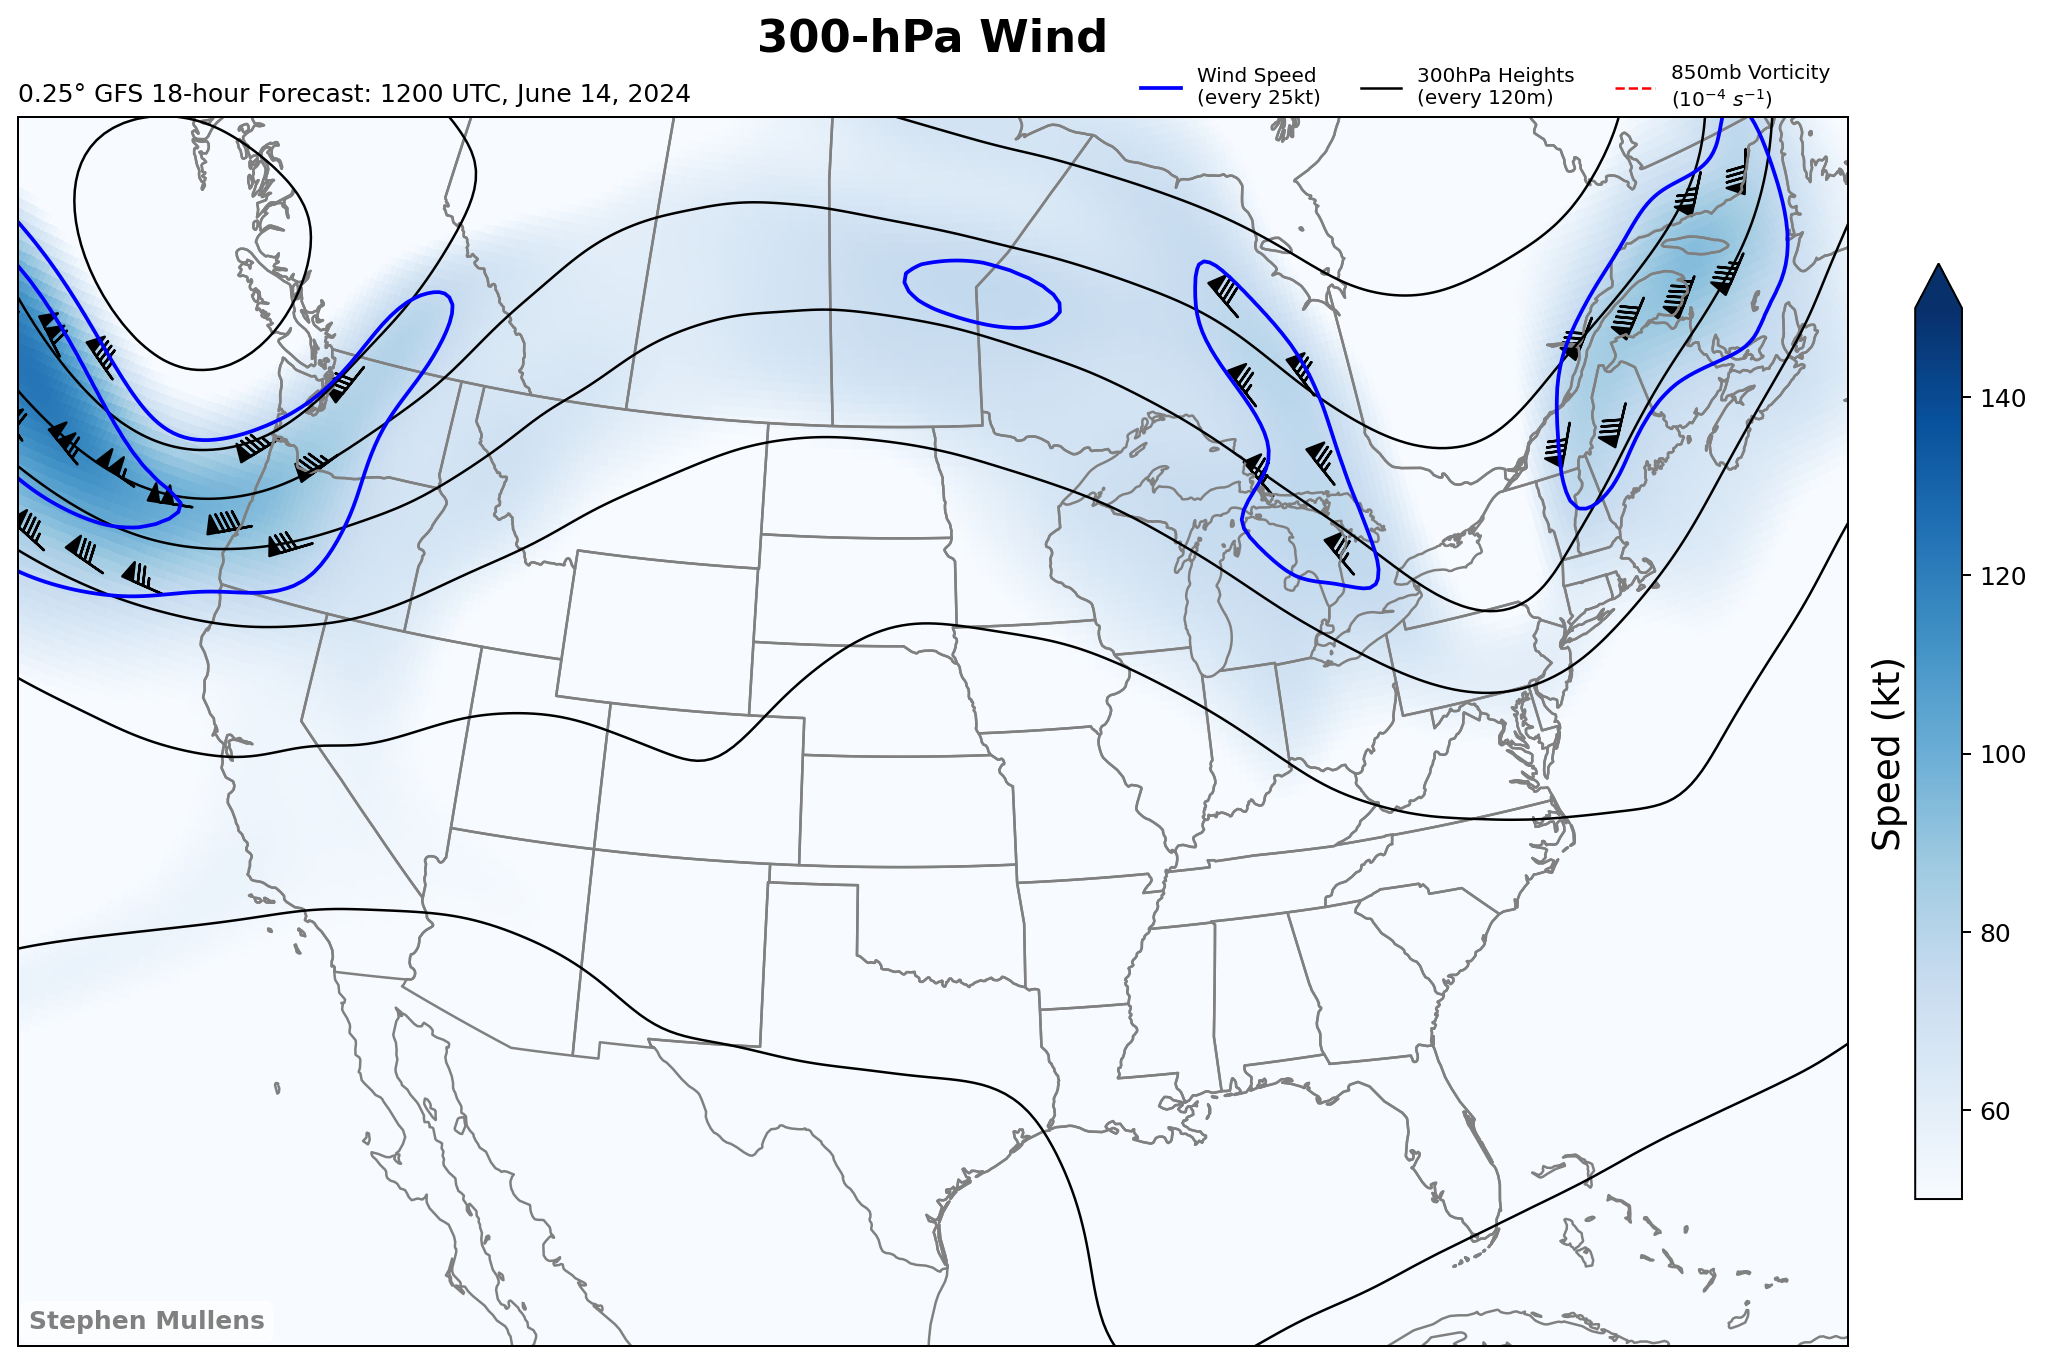 300-hPa Wind
0.25° GFS 18-hour Forecast: 1200 UTC, June 14, 2024
Wind Speed
(every 25kt)
300hPa Heights
(every 120m)
850mb Vorticity
(10⁻⁴ s⁻¹)
140
120
100
80
60
Speed (kt)
Stephen Mullens